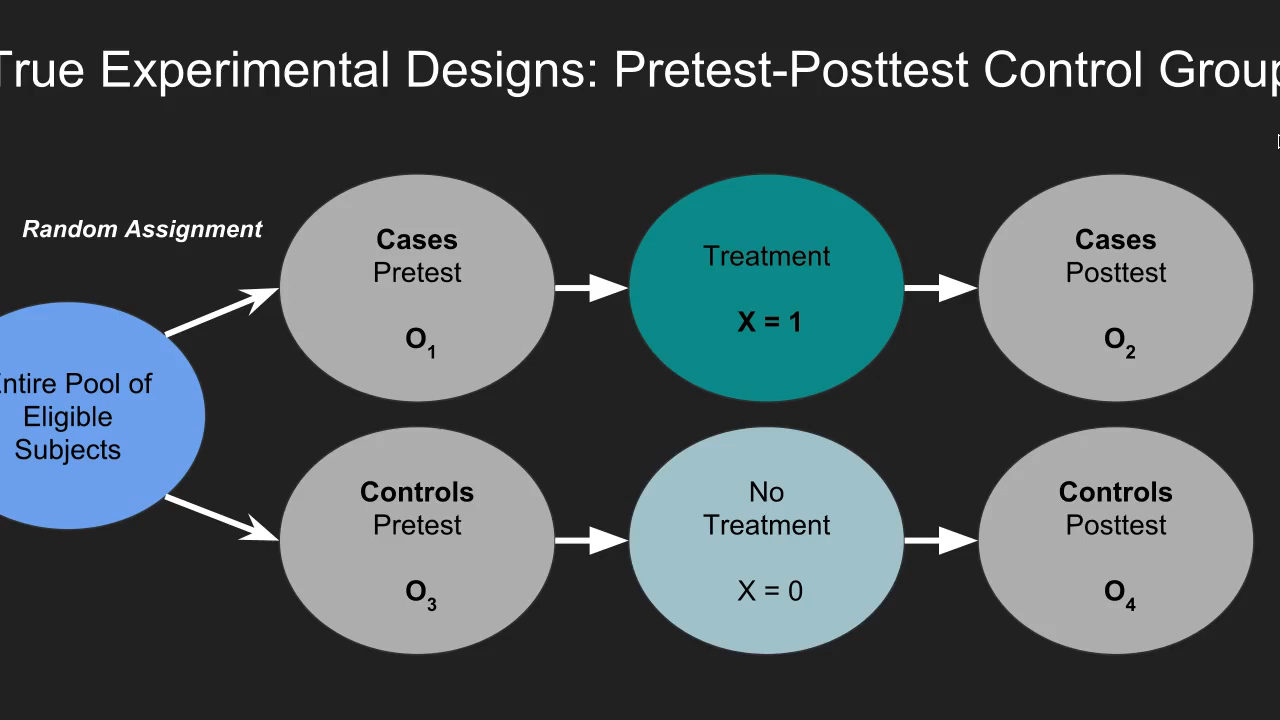 True Experimental Designs: Pretest-Posttest Control Group
Random Assignment
Cases
Pretest
O1
Treatment
X = 1
Cases
Posttest
O2
Entire Pool of
Eligible
Subjects
Controls
Pretest
O3
No
Treatment
X = 0
Controls
Posttest
O4